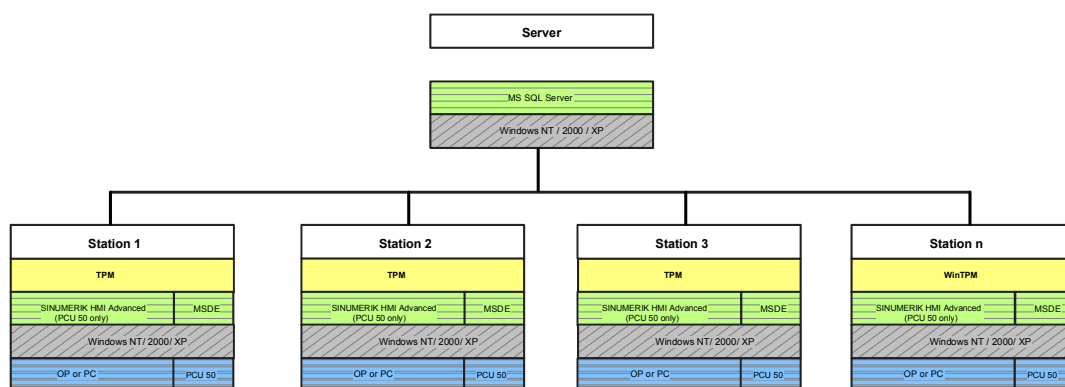 Server
MS SQL Server
Windows NT / 2000 / XP
Station 1
TPM
SINUMERIK HMI Advanced
(PCU 50 only)
MSDE
Windows NT/ 2000/ XP
OP or PC
PCU 50
Station 2
TPM
SINUMERIK HMI Advanced
(PCU 50 only)
MSDE
Windows NT/ 2000/ XP
OP or PC
PCU 50
Station 3
TPM
SINUMERIK HMI Advanced
(PCU 50 only)
MSDE
Windows NT/ 2000/ XP
OP or PC
PCU 50
Station n
WinTPM
SINUMERIK HMI Advanced
(PCU 50 only)
MSDE
Windows NT/ 2000/ XP
OP or PC
PCU 50